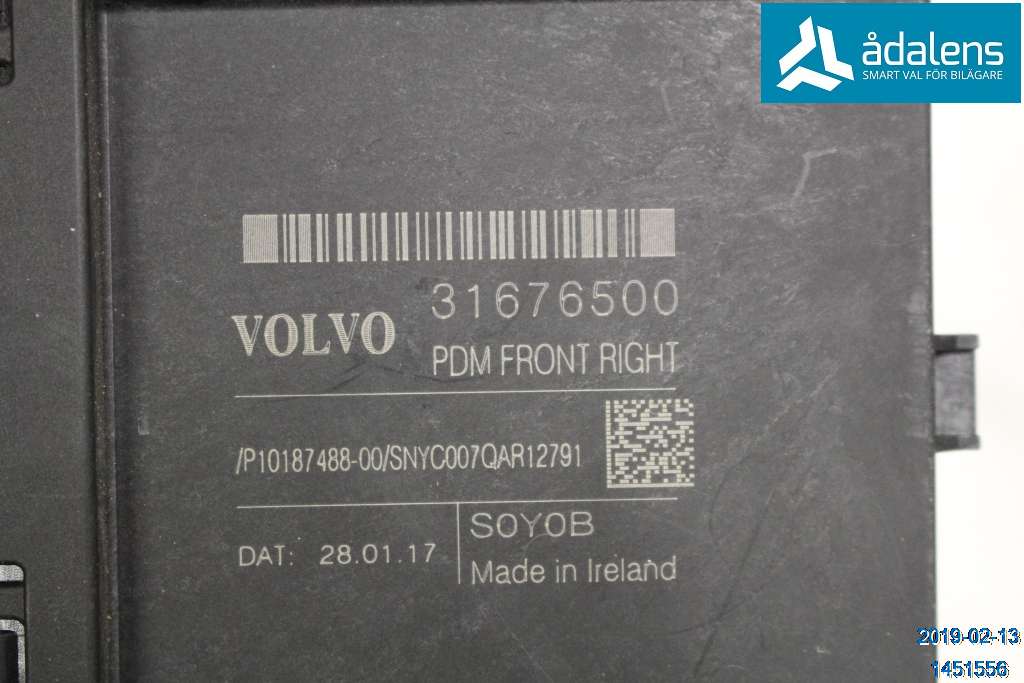 ådalens
SMART VAL FÖR BILÄGARE
31676500
VOLVO
PDM FRONT RIGHT
/P10187488-00/SNYC007QAR12791
DAT: 28.01.17
S0Y0B
Made in Ireland
2019-02-13
1451556